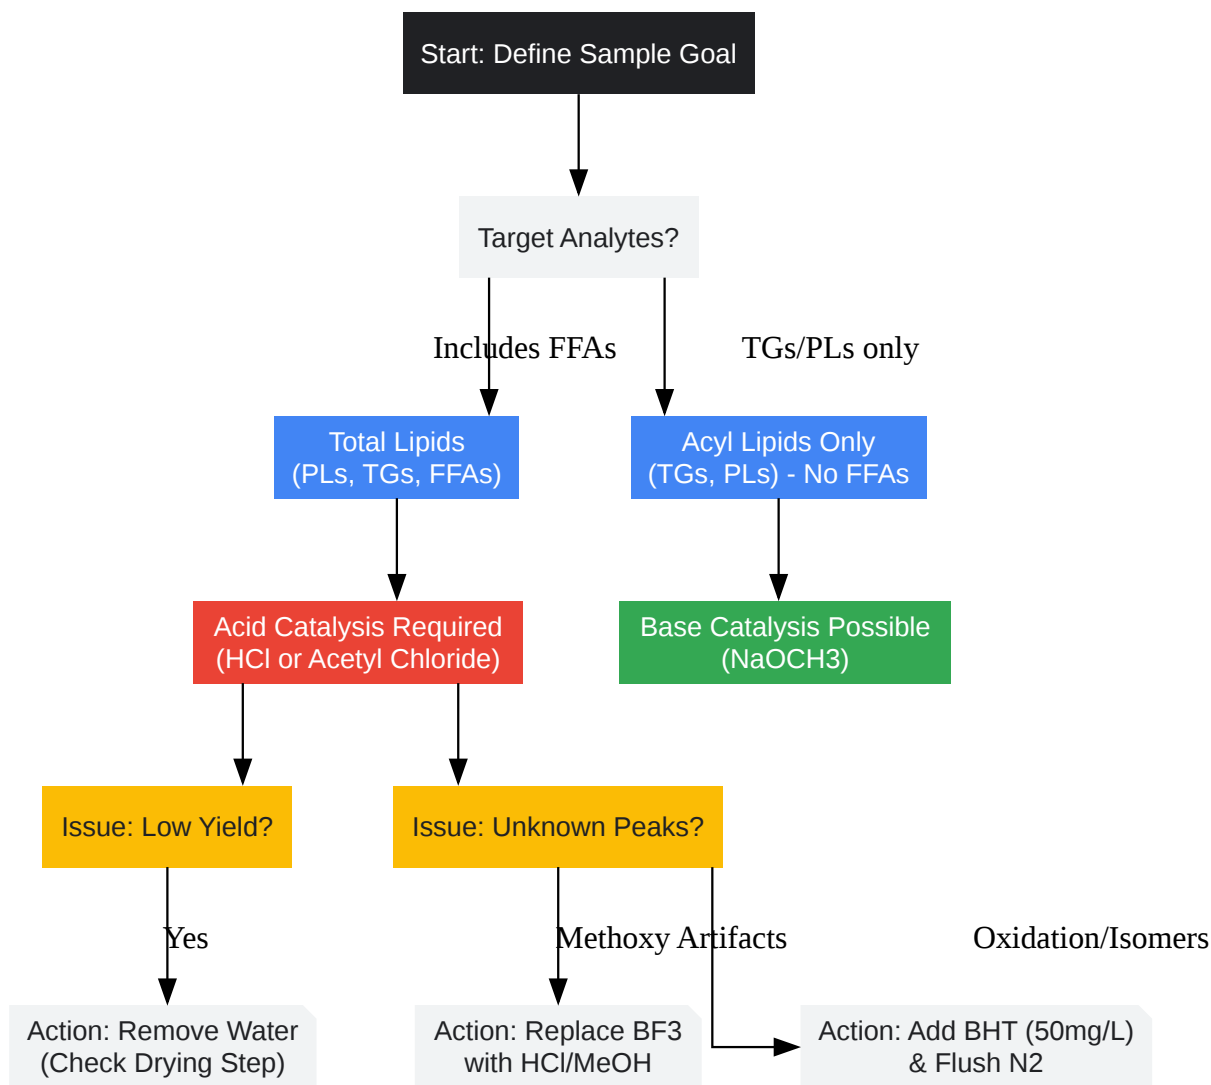 Start: Define Sample Goal
Target Analytes?
Includes FFAs
TGs/PLs only
Total Lipids
(PLs, TGs, FFAs)
Acyl Lipids Only
(TGs, PLs) - No FFAs
Acid Catalysis Required
(HCl or Acetyl Chloride)
Base Catalysis Possible
(NaOCH3)
Issue: Low Yield?
Issue: Unknown Peaks?
Yes
Methoxy Artifacts
Oxidation/Isomers
Action: Remove Water
(Check Drying Step)
Action: Replace BF3
with HCl/MeOH
Action: Add BHT (50mg/L)
& Flush N2